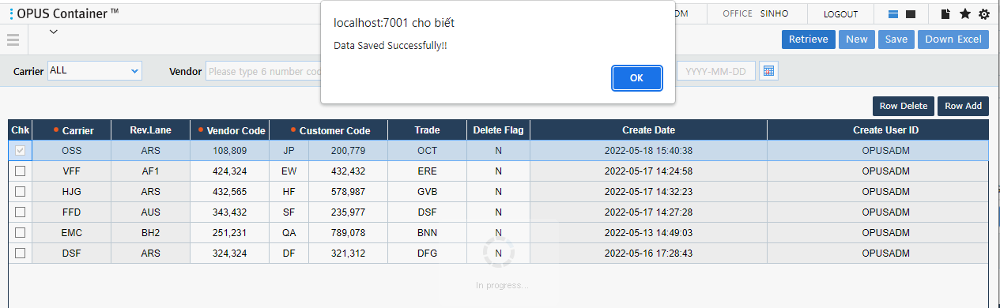 OPUS Container ™
DM OFFICE SINHO LOGOUT
localhost:7001 cho biết
Data Saved Successfully!!
OK
Retrieve New Save Down Excel
Carrier ALL Vendor Please type 6 number YYYY-MM-DD
Row Delete Row Add
Chk Carrier Rev.Lane Vendor Code Customer Code Trade Delete Flag Create Date Create User ID
OSS ARS 108,809 JP 200,779 OCT N 2022-05-18 15:40:38 OPUSADM
VFF AF1 424,324 EW 432,432 ERE N 2022-05-17 14:24:58 OPUSADM
HJG ARS 432,565 HF 578,987 GVB N 2022-05-17 14:32:23 OPUSADM
FFD AUS 343,432 SF 235,977 DSF N 2022-05-17 14:27:28 OPUSADM
EMC BH2 251,231 QA 789,078 BNN N 2022-05-13 14:49:03 OPUSADM
DSF ARS 324,324 DF 321,312 DFG N 2022-05-16 17:28:43 OPUSADM
In progress...